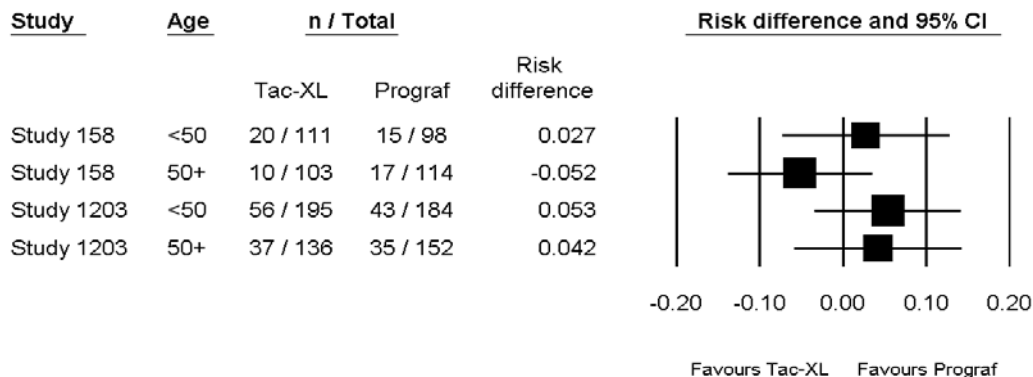 Study Age n / Total Risk difference and 95% CI
Risk
Tac-XL Prograf difference
Study 158 <50 20 / 111 15 / 98 0.027
Study 158 50+ 10 / 103 17 / 114 -0.052
Study 1203 <50 56 / 195 43 / 184 0.053
Study 1203 50+ 37 / 136 35 / 152 0.042
-0.20 -0.10 0.00 0.10 0.20
Favours Tac-XL Favours Prograf